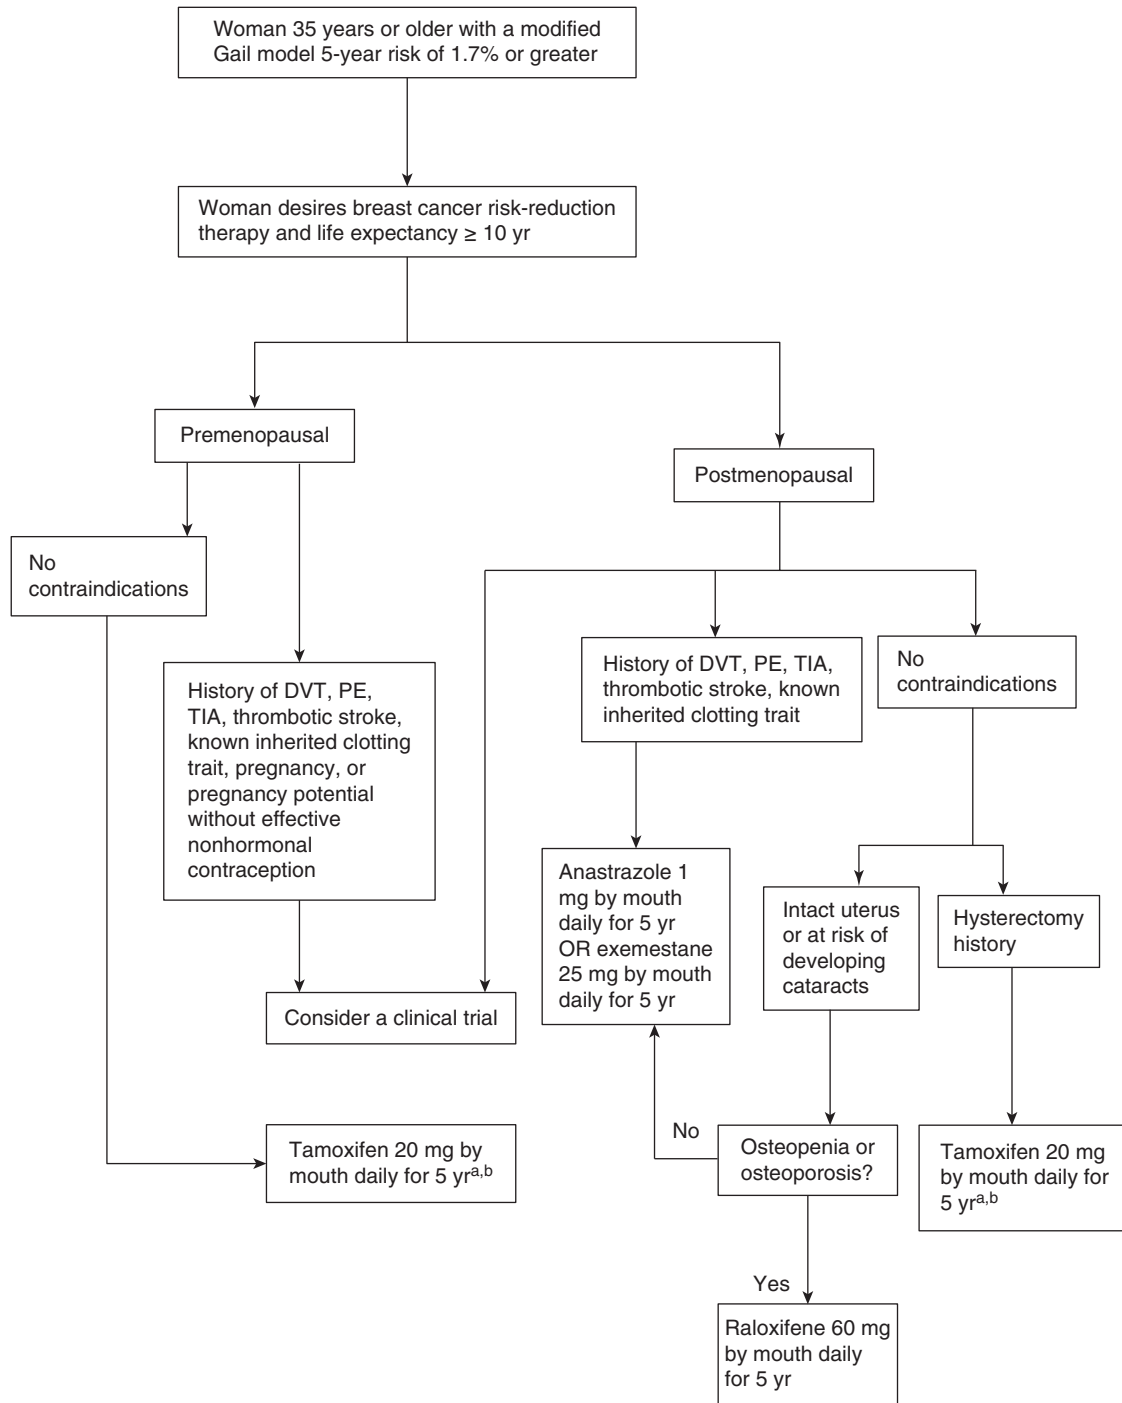 Woman 35 years or older with a modified
Gail model 5-year risk of 1.7% or greater
Woman desires breast cancer risk-reduction
therapy and life expectancy ≥ 10 yr
Premenopausal
Postmenopausal
No
contraindications
History of DVT, PE,
TIA, thrombotic stroke,
known inherited clotting
trait, pregnancy, or
pregnancy potential
without effective
nonhormonal
contraception
History of DVT, PE, TIA,
thrombotic stroke, known
inherited clotting trait
No
contraindications
Anastrazole 1
mg by mouth
daily for 5 yr
OR exemestane
25 mg by mouth
daily for 5 yr
Intact uterus
or at risk of
developing
cataracts
Hysterectomy
history
Consider a clinical trial
Tamoxifen 20 mg by
mouth daily for 5 yra,b
No
Osteopenia or
osteoporosis?
Tamoxifen 20 mg
by mouth daily for
5 yra,b
Yes
Raloxifene 60 mg
by mouth daily
for 5 yr